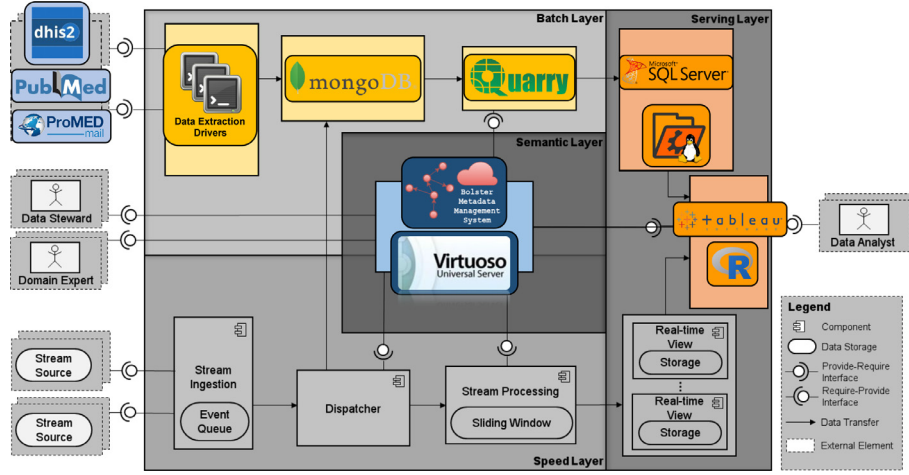 Batch Layer
Serving Layer
dhis2
PubMed
ProMED
mail
Data Extraction
Drivers
mongoDB
Quarry
Microsoft
SQL Server
Semantic Layer
Bolster
Metadata
Management
System
Virtuoso
Universal Server
Data Steward
Domain Expert
+ableau
R
Data Analyst
Stream
Source
Stream
Source
Stream
Ingestion
Event
Queue
Dispatcher
Stream Processing
Sliding Window
Real-time
View
Storage
Real-time
View
Storage
Speed Layer
Legend
Component
Data Storage
Provide-Require
Interface
Require-Provide
Interface
Data Transfer
External Element